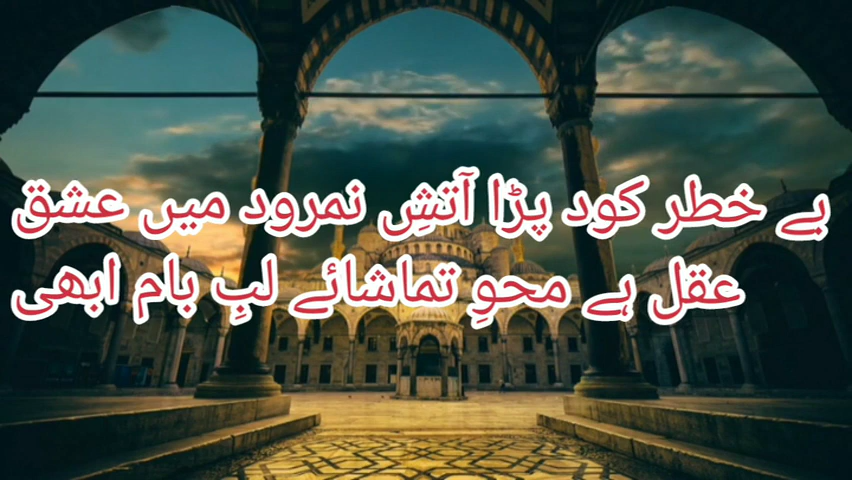 بے خطر کود پڑا آتشِ نمرود میں عشق
عقل ہے محوِ تماشائے لبِ بام ابھی